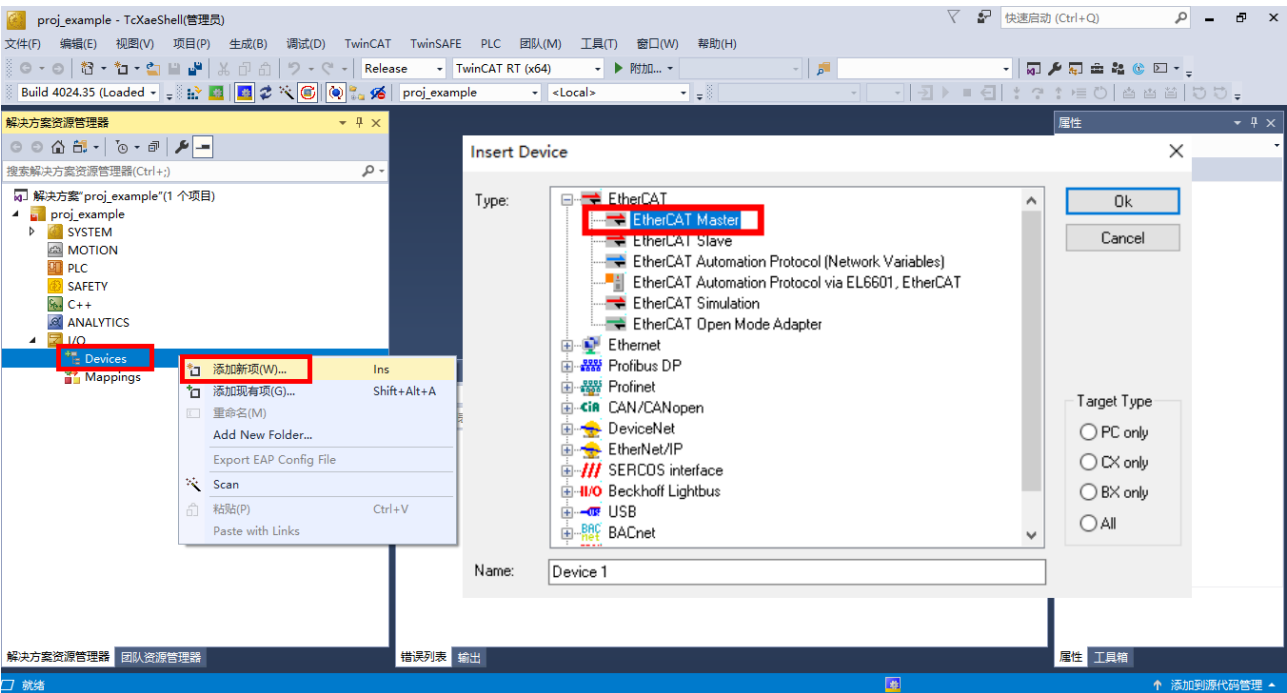 proj_example - TcXaeShell(管理员)
快速启动 (Ctrl+Q)
文件(F) 编辑(E) 视图(V) 项目(P) 生成(B) 调试(D) TwinCAT TwinSAFE PLC 团队(M) 工具(T) 窗口(W) 帮助(H)
Release TwinCAT RT (x64) 附加...
Build 4024.35 (Loaded proj_example <Local>
解决方案资源管理器
搜索解决方案资源管理器(Ctrl+;)
解决方案"proj_example"(1 个项目)
proj_example
SYSTEM
MOTION
PLC
SAFETY
C++
ANALYTICS
I/O
Devices
Mappings
添加新项(W)... Ins
添加现有项(G)... Shift+Alt+A
重命名(M)
Add New Folder...
Export EAP Config File
Scan
粘贴(P) Ctrl+V
Paste with Links
Insert Device
Type:
EtherCAT
EtherCAT Master
EtherCAT Slave
EtherCAT Automation Protocol (Network Variables)
EtherCAT Automation Protocol via EL6601, EtherCAT
EtherCAT Simulation
EtherCAT Open Mode Adapter
Ethernet
Profibus DP
Profinet
CAN/CANopen
DeviceNet
EtherNet/IP
SERCOS interface
Beckhoff Lightbus
USB
BACnet
Ok
Cancel
Target Type
PC only
CX only
BX only
All
Name: Device 1
属性
解决方案资源管理器 团队资源管理器
错误列表 输出
属性 工具箱
就绪
添加到源代码管理